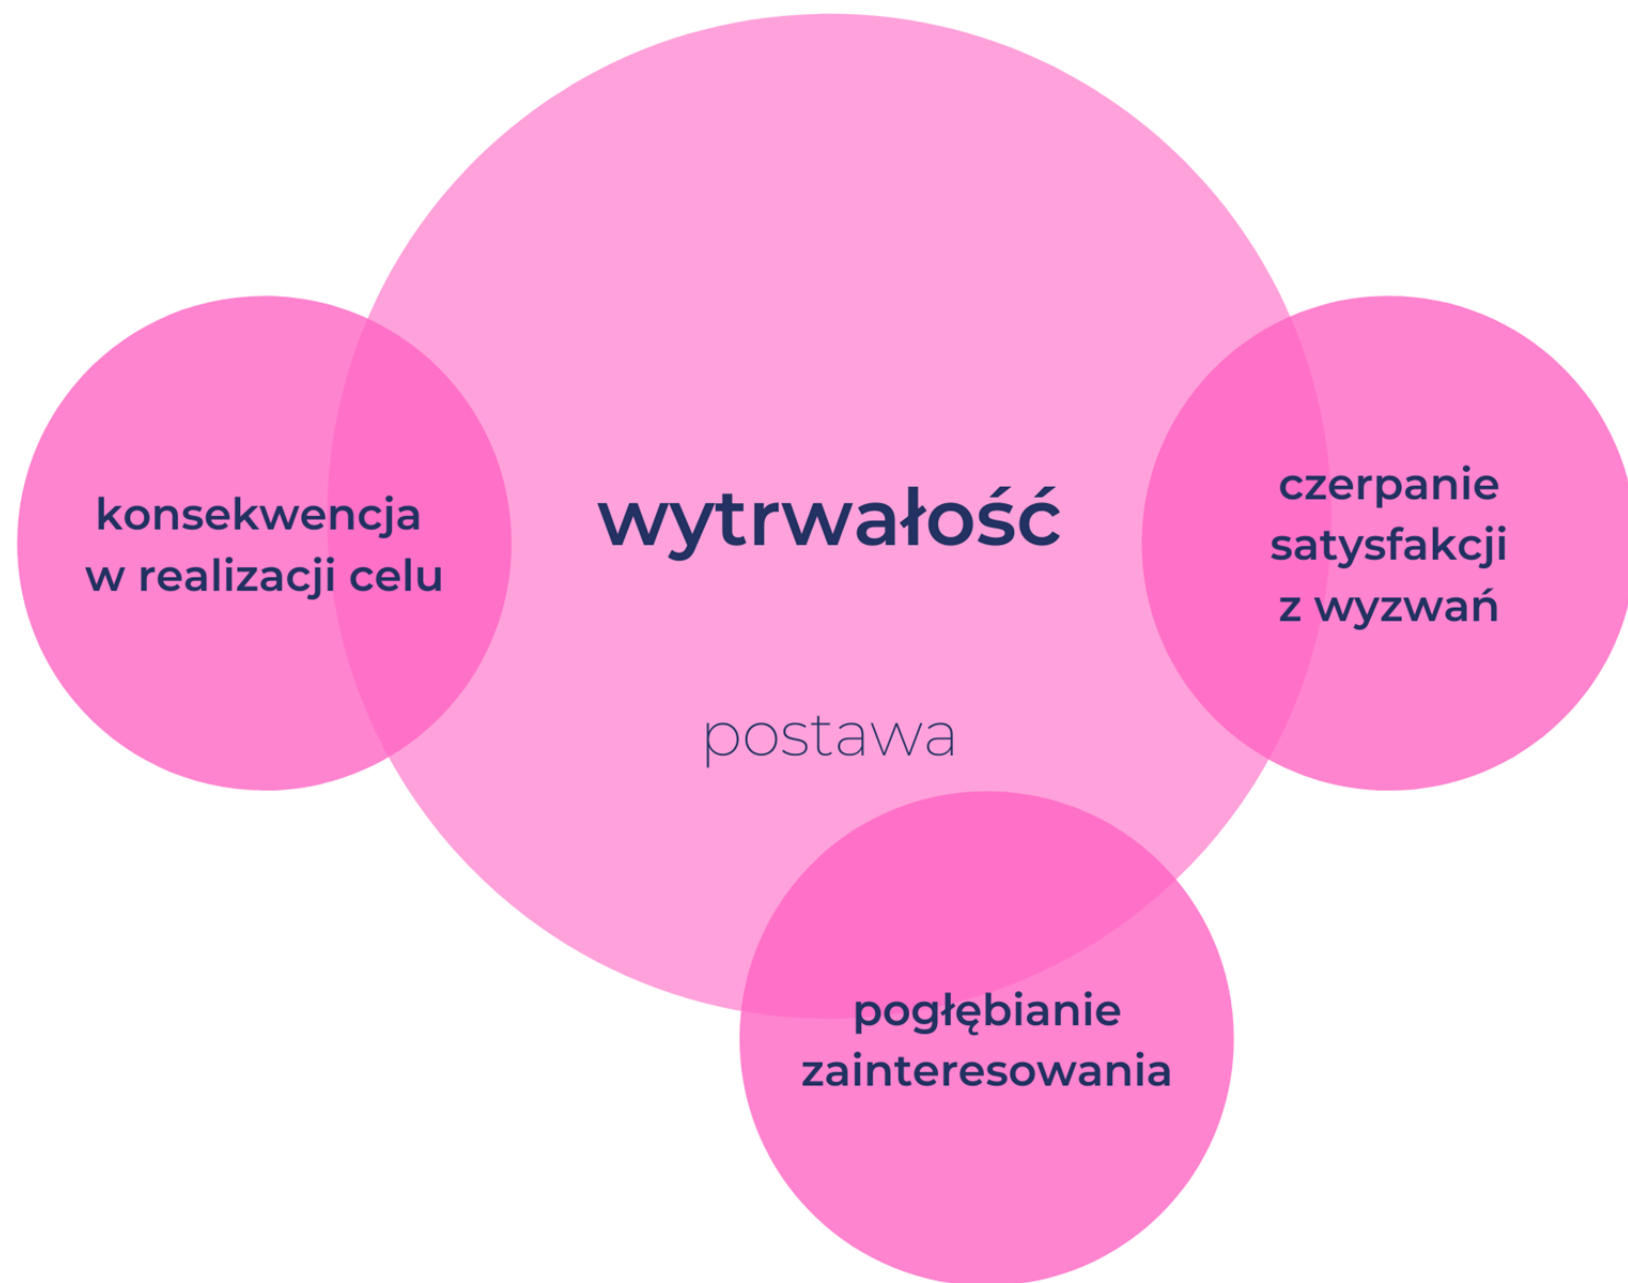 konsekwencja
w realizacji celu
wytrwałość
postawa
czerpanie
satysfakcji
z wyzwań
pogłębianie
zainteresowania